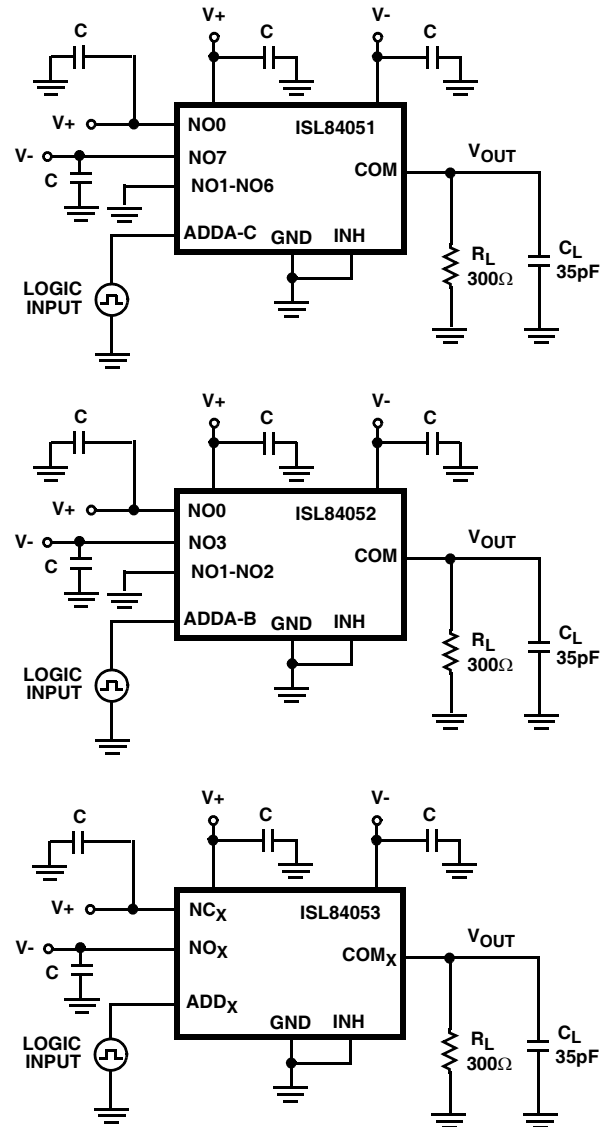 V+ V-
C C C
V+ NO0 ISL84051
V- NO7 COM VOUT
C NO1-NO6
ADDA-C GND INH RL 300Ω CL 35pF
LOGIC
INPUT
V+ V-
C C C
V+ NO0 ISL84052
V- NO3 COM VOUT
C NO1-NO2
ADDA-B GND INH RL 300Ω CL 35pF
LOGIC
INPUT
V+ V-
C C C
V+ NCX ISL84053
V- NOX COMX VOUT
C ADDX
GND INH RL 300Ω CL 35pF
LOGIC
INPUT